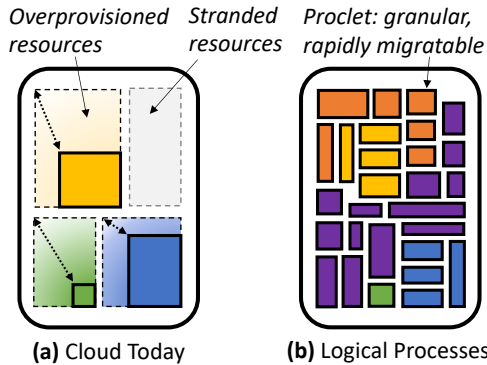 Overprovisioned
resources
Stranded
resources
Proclet: granular,
rapidly migratable
(a) Cloud Today
(b) Logical Processes